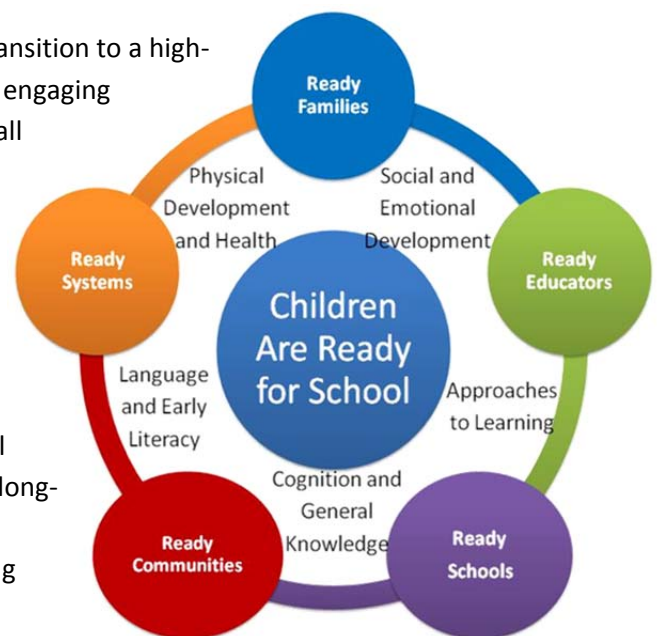 ansition to a high-
engaging
all
l
long-
g
Ready
Families
Physical
Development
and Health
Social and
Emotional
Development
Ready
Systems
Ready
Educators
Children
Are Ready
for School
Language
and Early
Literacy
Approaches
to Learning
Cognition and
General
Knowledge
Ready
Communities
Ready
Schools